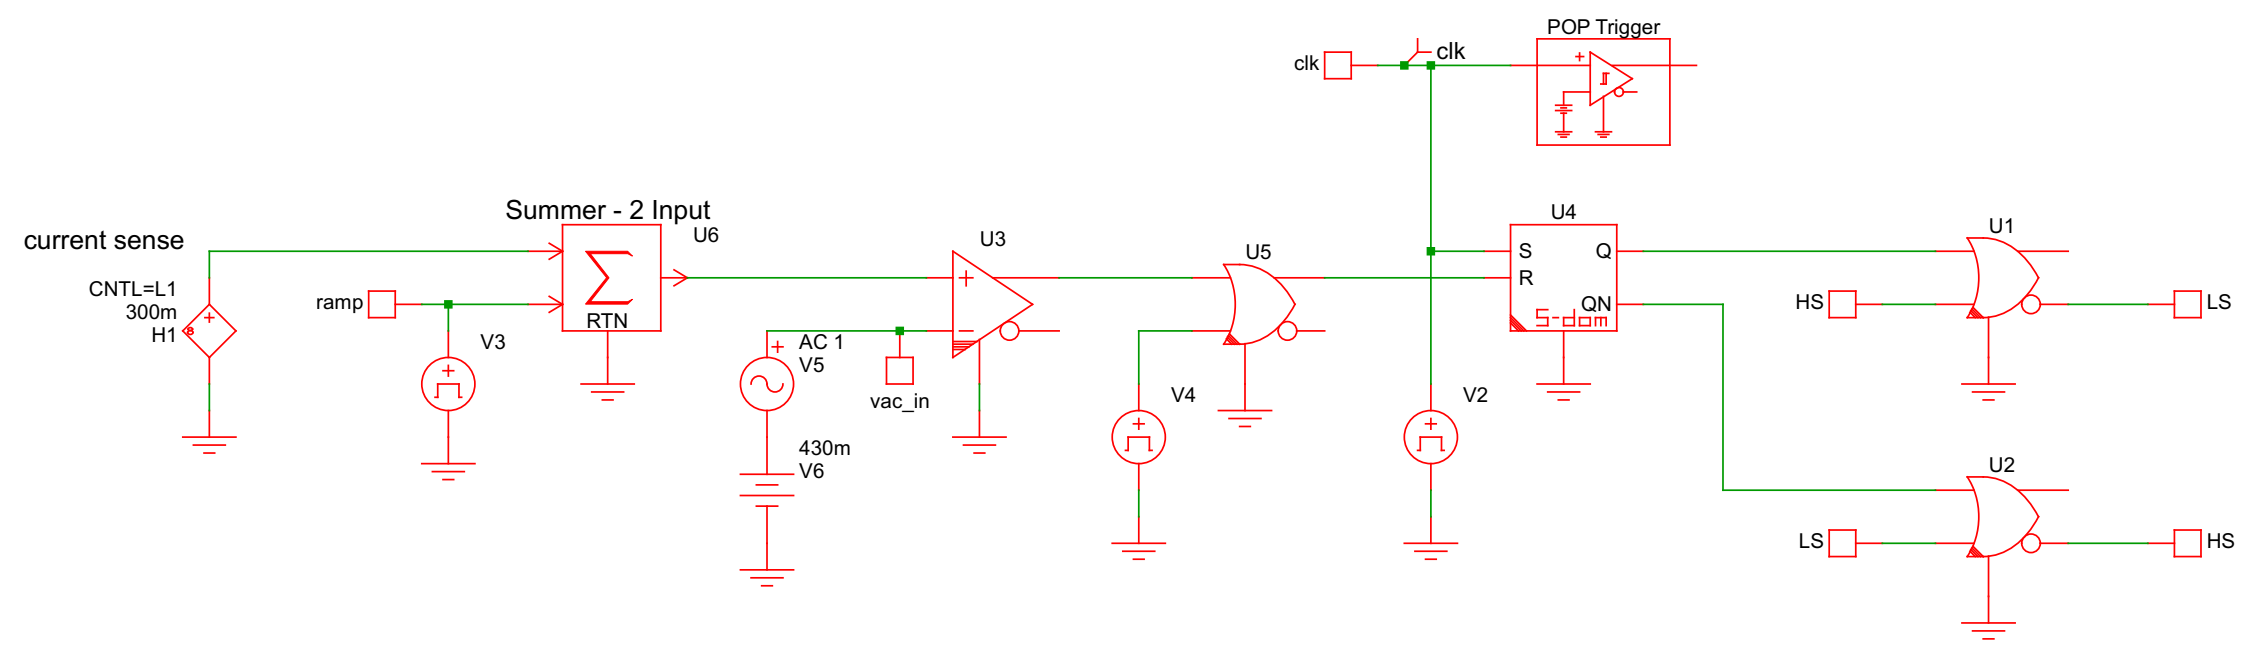 POP Trigger
clk
clk
Summer - 2 Input
U6
current sense
CNTL=L1
300m
H1
ramp
V3
RTN
U3
AC 1
V5
vac_in
430m
V6
U5
V4
V2
U4
S
Q
R
QN
S-dom
U1
HS
LS
U2
LS
HS